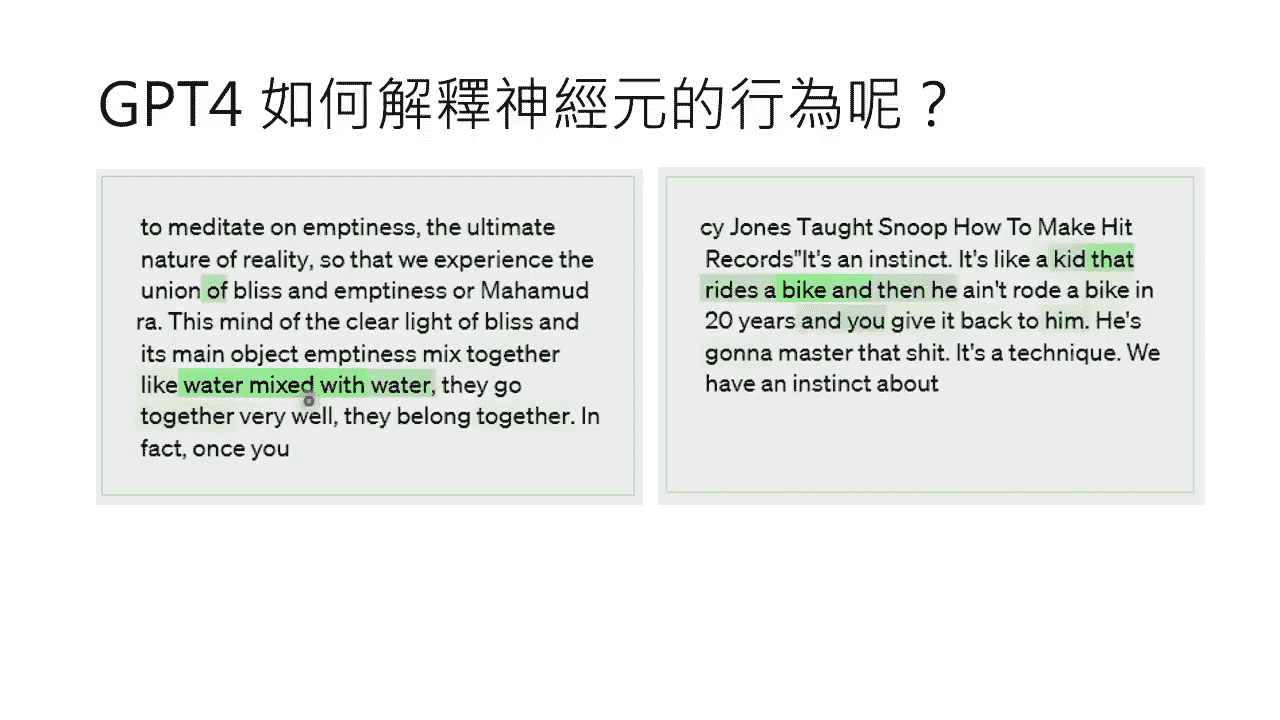 GPT4 如何解釋神經元的行為呢？
to meditate on emptiness, the ultimate
nature of reality, so that we experience the
union of bliss and emptiness or Mahamud
ra. This mind of the clear light of bliss and
its main object emptiness mix together
like water mixed with water, they go
together very well, they belong together. In
fact, once you
cy Jones Taught Snoop How To Make Hit
Records"It's an instinct. It's like a kid that
rides a bike and then he ain't rode a bike in
20 years and you give it back to him. He's
gonna master that shit. It's a technique. We
have an instinct about